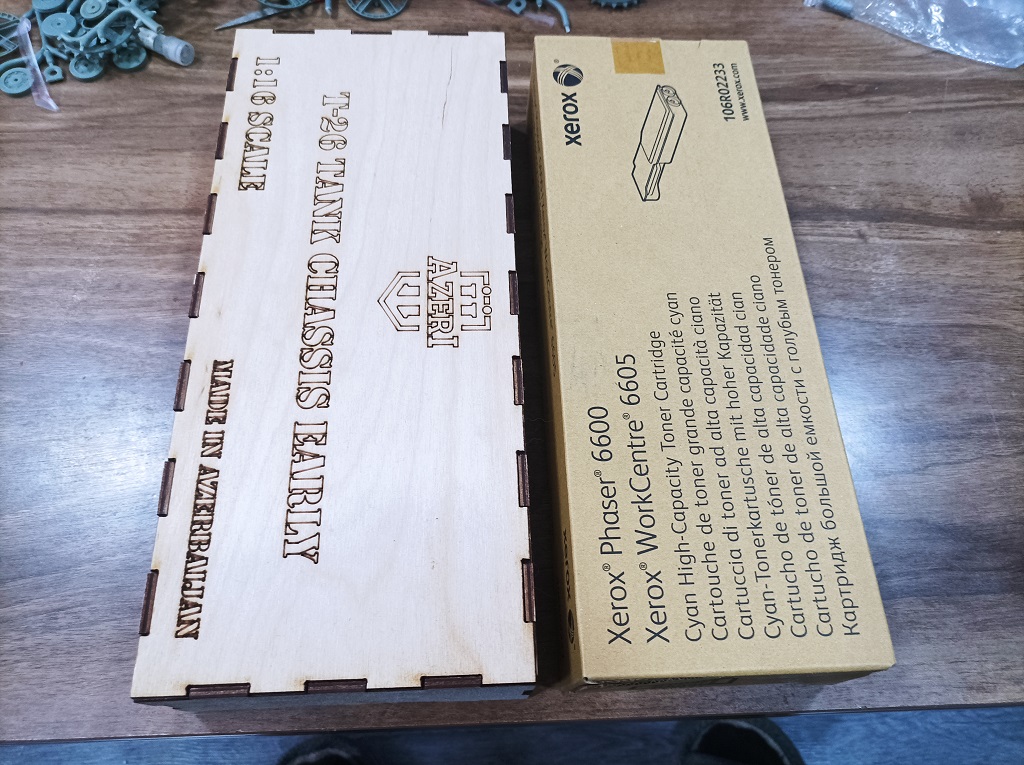 1:16 SCALE
T-26 TANK CHASSIS EARLY
AZERI
MADE IN AZERBAIJAN
xerox®
106R02233
www.xerox.com
Xerox® Phaser® 6600
Xerox® WorkCentre® 6605
Cyan High-Capacity Toner Cartridge
Cartouche de toner grande capacité cyan
Cartuccia di toner ad alta capacità ciano
Cyan-Tonerkartusche mit hoher Kapazität
Cartucho de tóner de alta capacidad cian
Cartucho de toner de alta capacidade ciano
Картридж большой емкости с голубым тонером